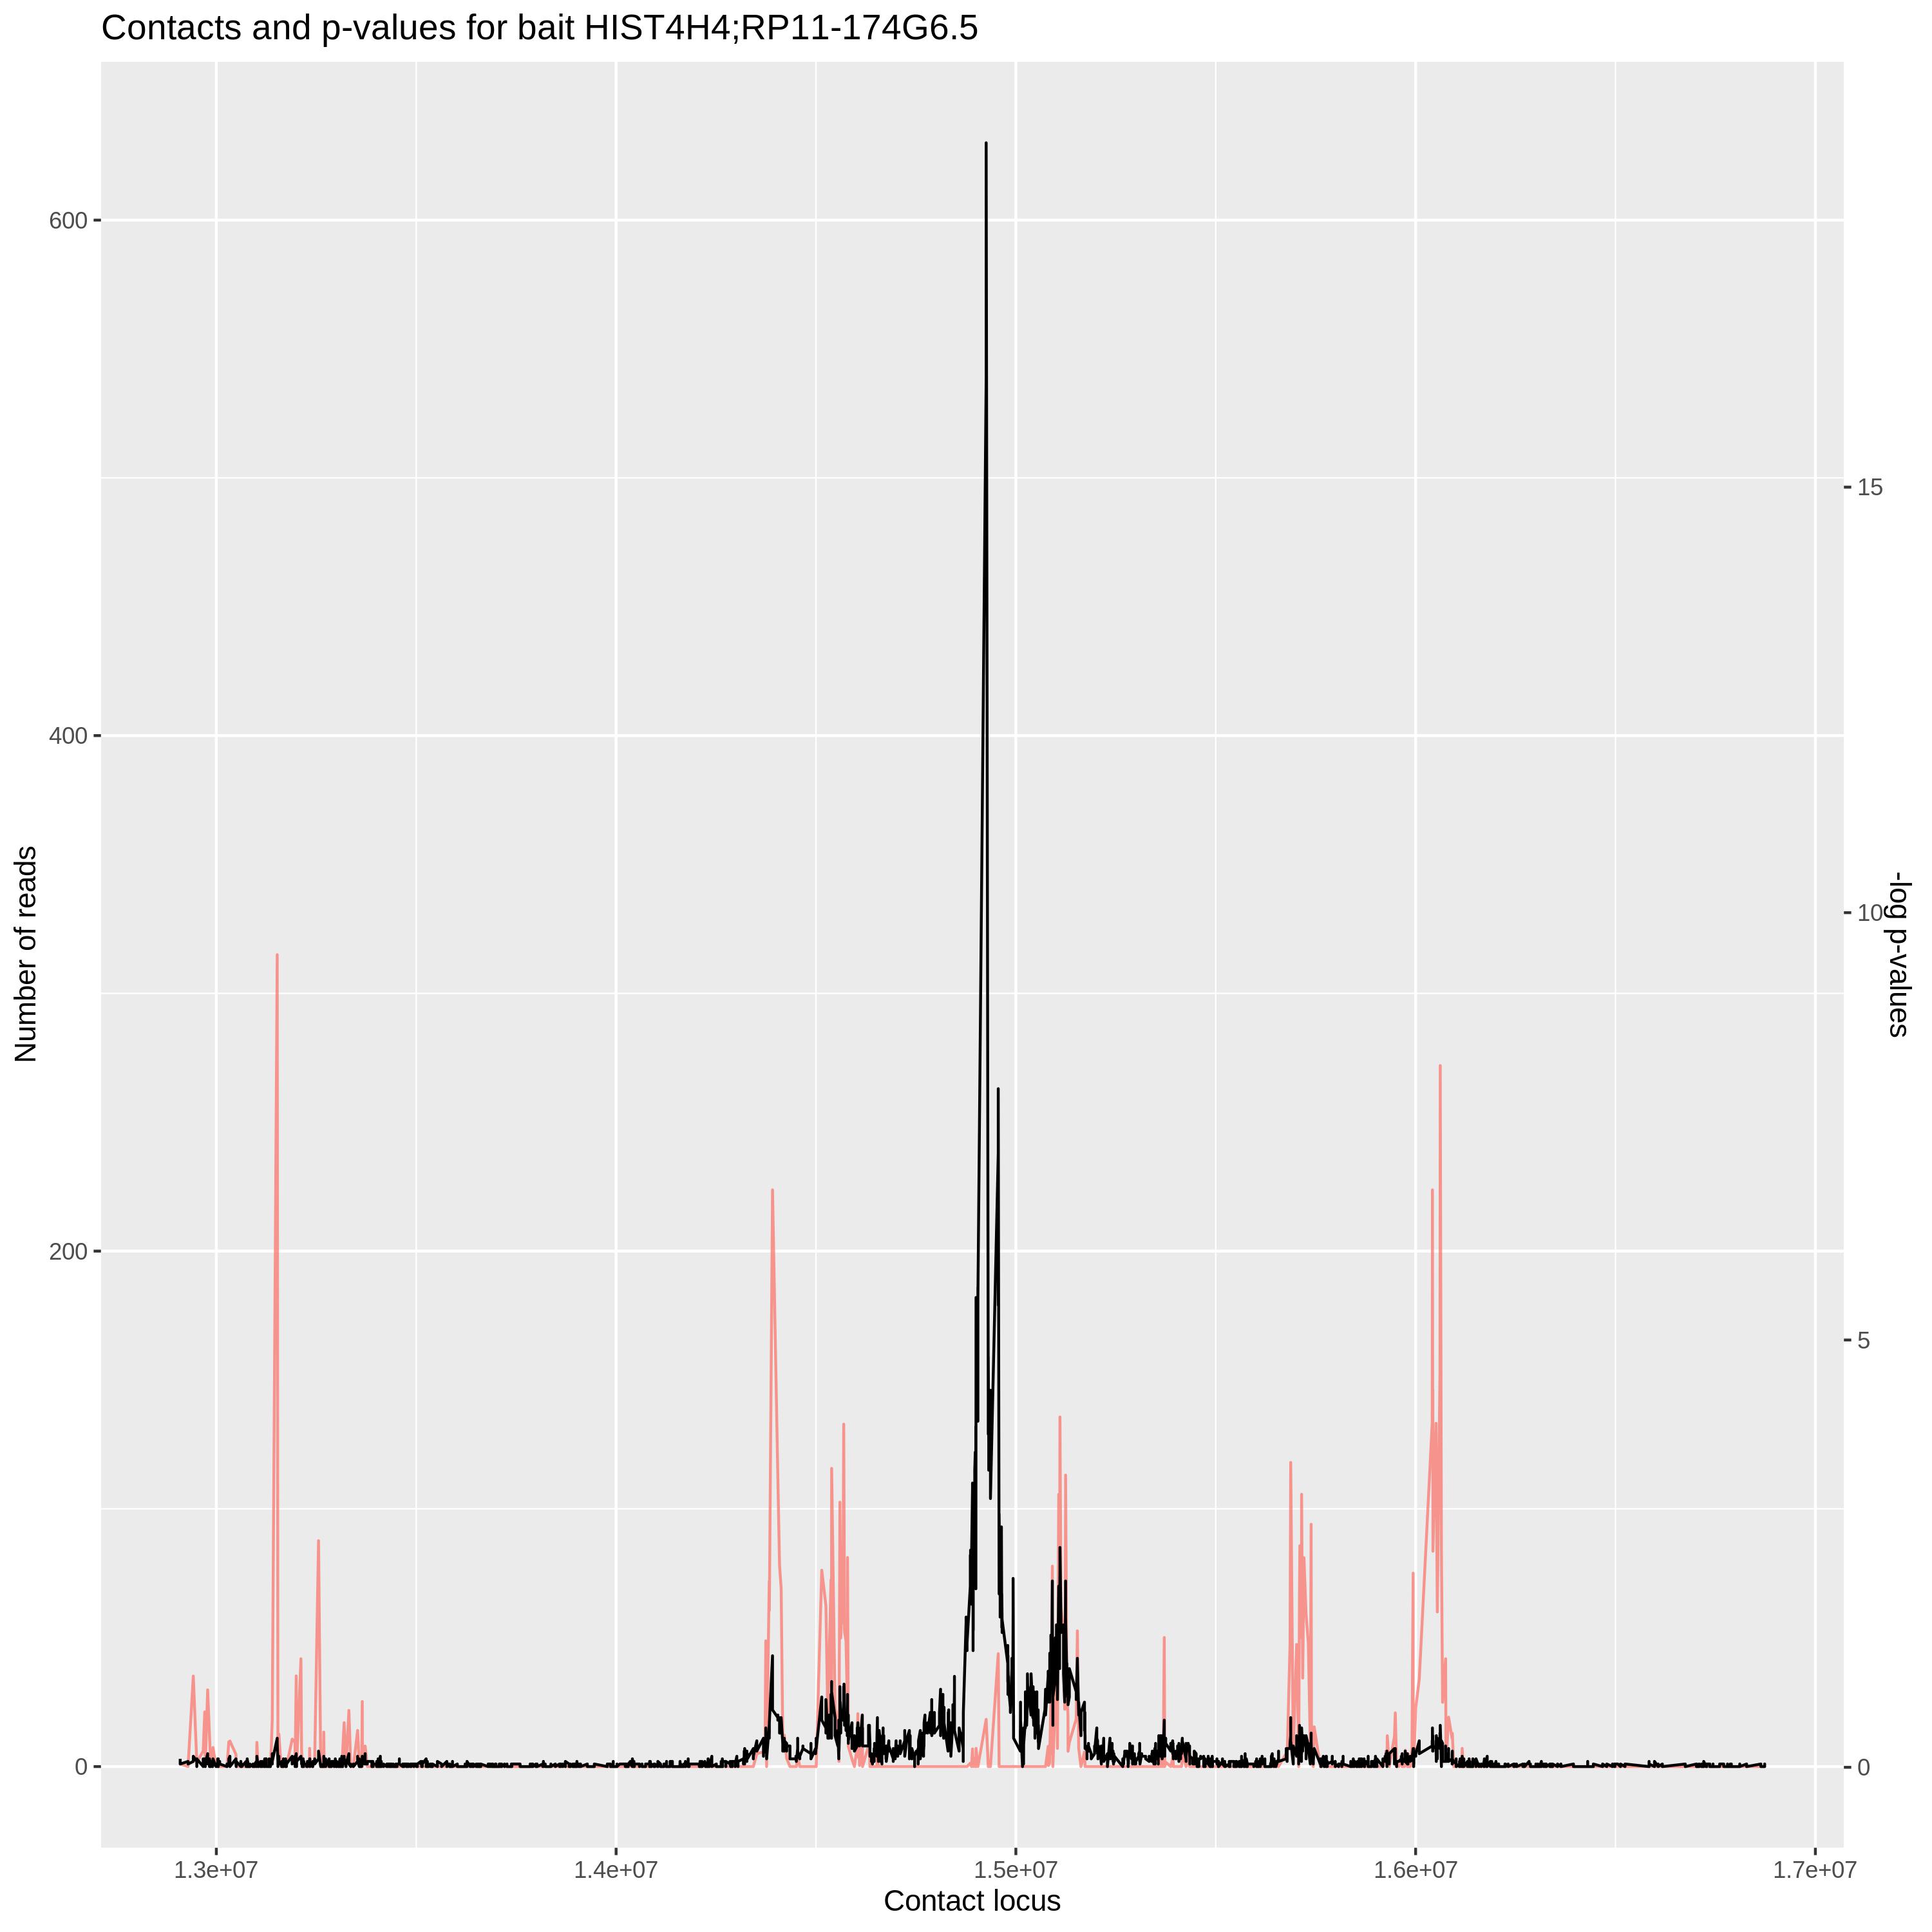 Contacts and p-values for bait HIST4H4;RP11-174G6.5
600
400
200
0
Number of reads
15
10
5
0
-log p-values
1.3e+07
1.4e+07
1.5e+07
1.6e+07
1.7e+07
Contact locus